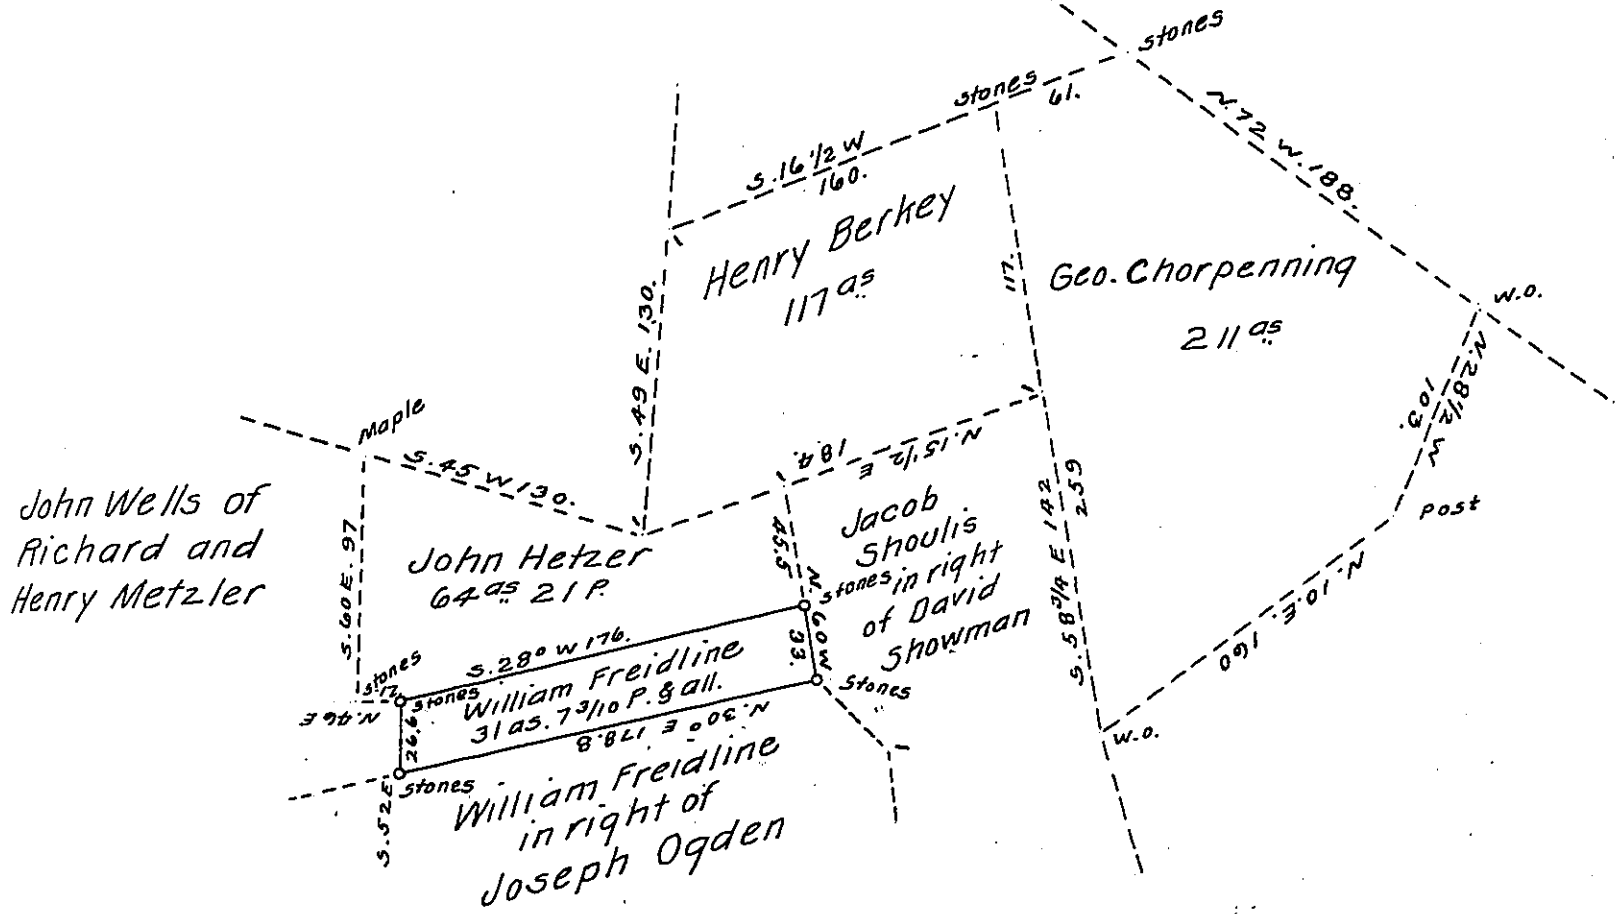 stones
stones
61.
N. 72 W. 188.
S. 16 1/2 W
160.
Henry Berkey
117 as
117.
Geo. Chorpenning
211 as
W.O.
N. 28 1/2 W
103.
Post
N. 10. E. 160
W.O.
S. 49 E. 130.
Maple
S. 45 W 130.
N. 15 1/2 E
184.
S. 58 3/4 E 142
259
John Wells of
Richard and
Henry Metzler
S. 60 E. 97
John Hetzer
64 as 21 P.
45.5
Jacob
Shoulis
in right
of David
Showman
stones
N. 60 W
33.
stones
stones
12
N. 46 E
stones
S. 28° W 176.
William Freidline
31 as. 7 3/10 P. & all.
N. 30° E 178.8
26.6
stones
S. 52 E
William Freidline
in right of
Joseph Ogden